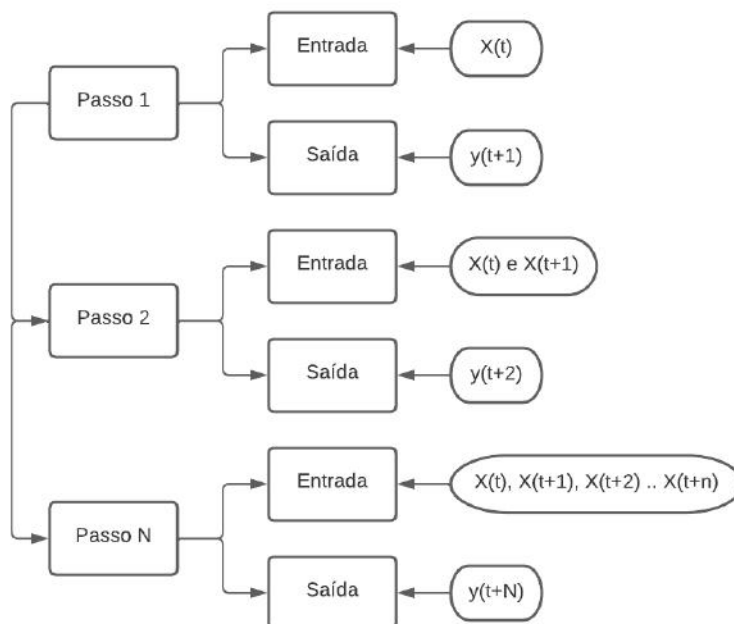 Entrada
X(t)
Passo 1
Saída
y(t+1)
Entrada
X(t) e X(t+1)
Passo 2
Saída
y(t+2)
Entrada
X(t), X(t+1), X(t+2) .. X(t+n)
Passo N
Saída
y(t+N)